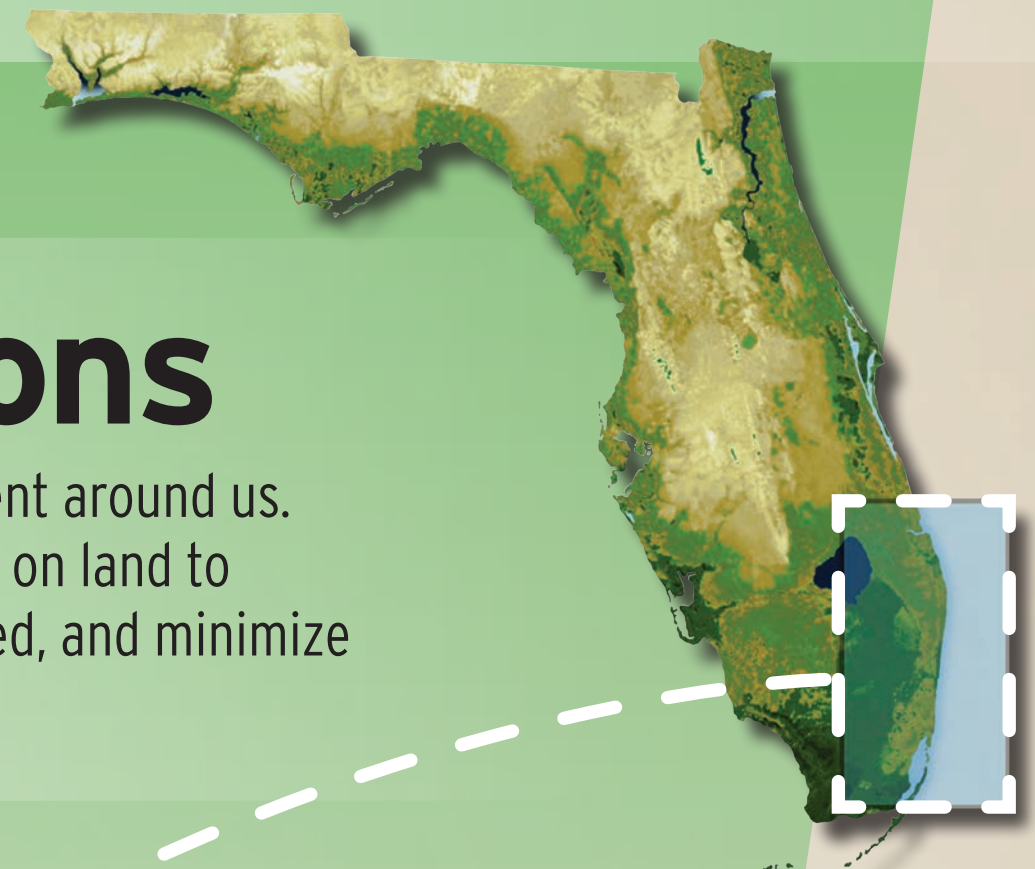 ons
ent around us.
on land to
ed, and minimize